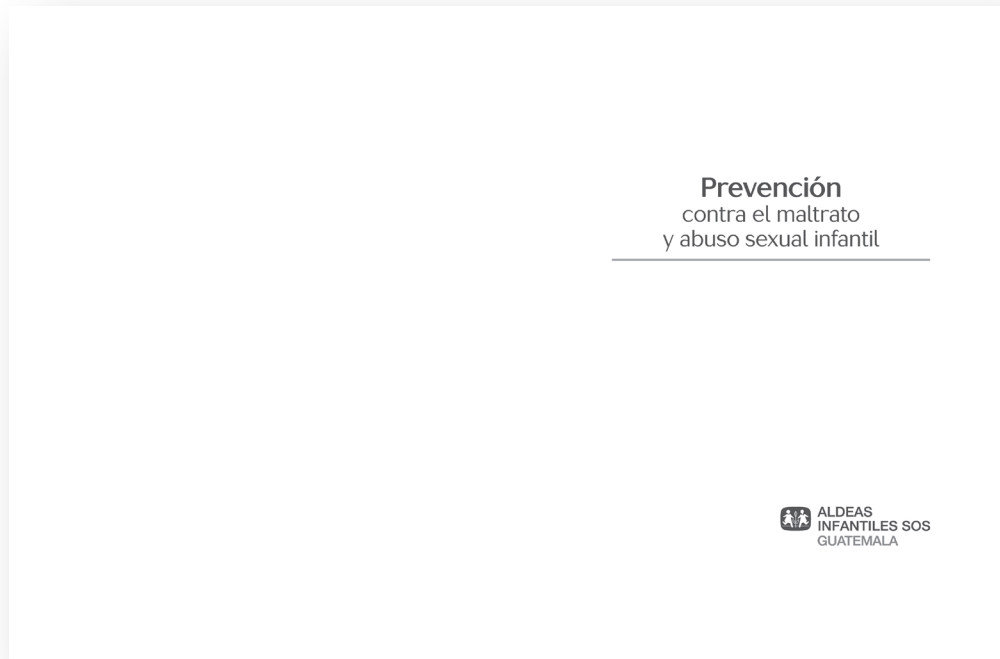 Prevención
contra el maltrato
y abuso sexual infantil
ALDEAS
INFANTILES SOS
GUATEMALA